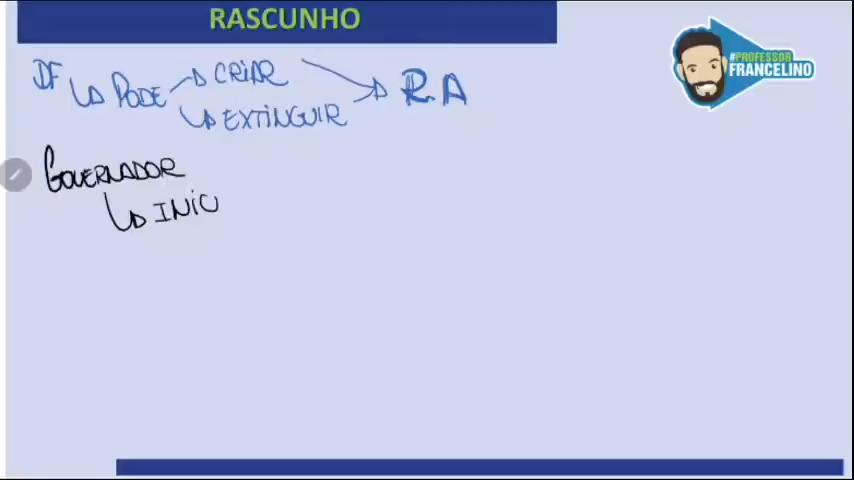 RASCUNHO
#PROFESSOR
FRANCELINO
DF PODE CRIAR R.A
EXTINGUIR
GOVERNADOR
INIC